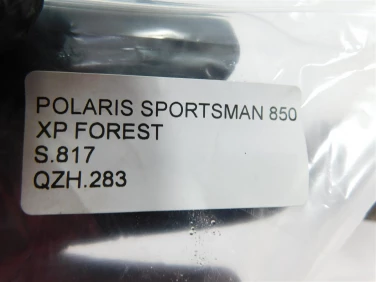 POLARIS SPORTSMAN 850
XP FOREST
S.817
QZH.283